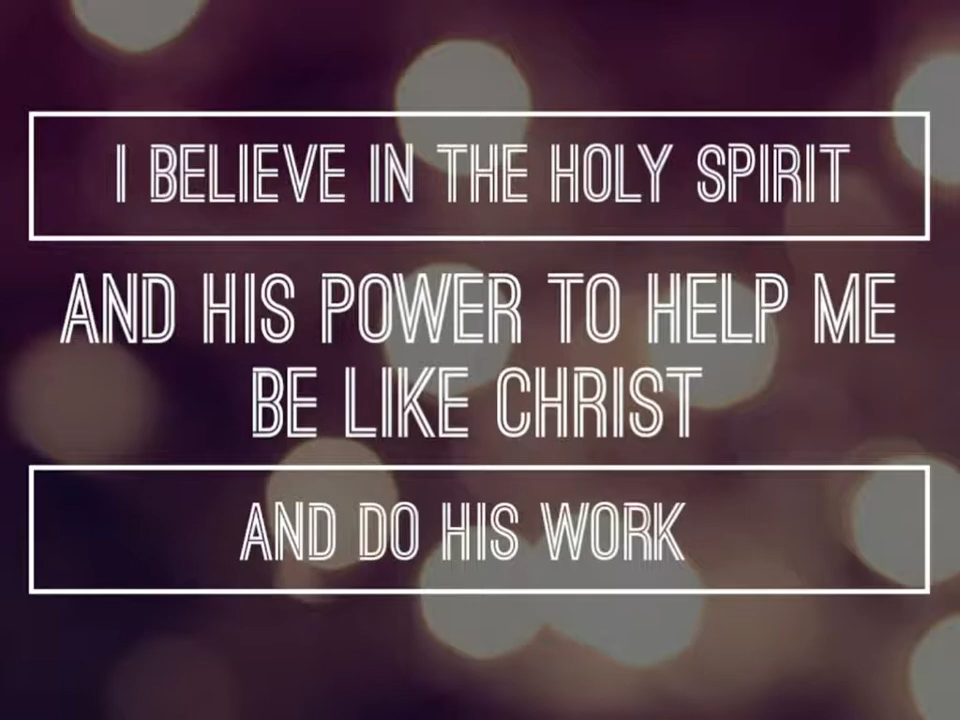 I BELIEVE IN THE HOLY SPIRIT
AND HIS POWER TO HELP ME
BE LIKE CHRIST
AND DO HIS WORK